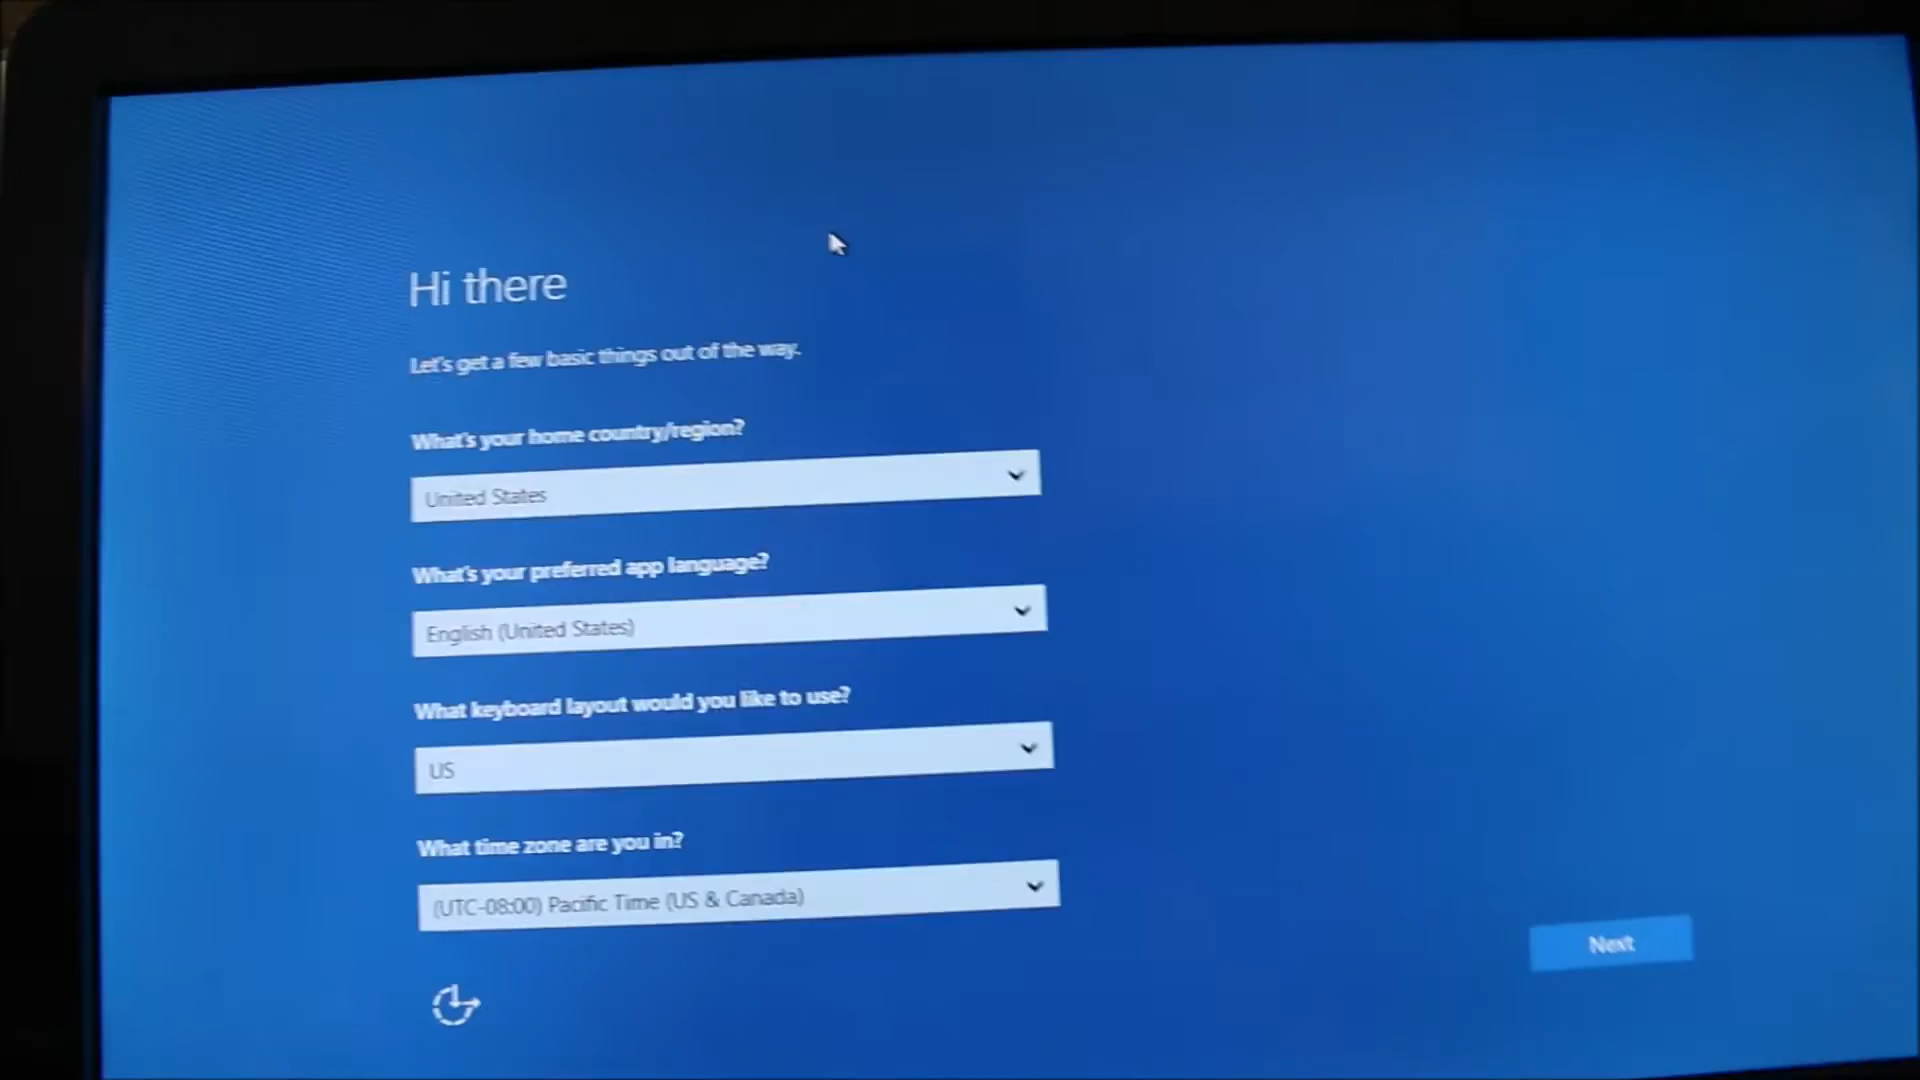 Hi there
Let's get a few basic things out of the way.
What's your home country/region?
United States
What's your preferred app language?
English (United States)
What keyboard layout would you like to use?
US
What time zone are you in?
(UTC-08:00) Pacific Time (US & Canada)
Next